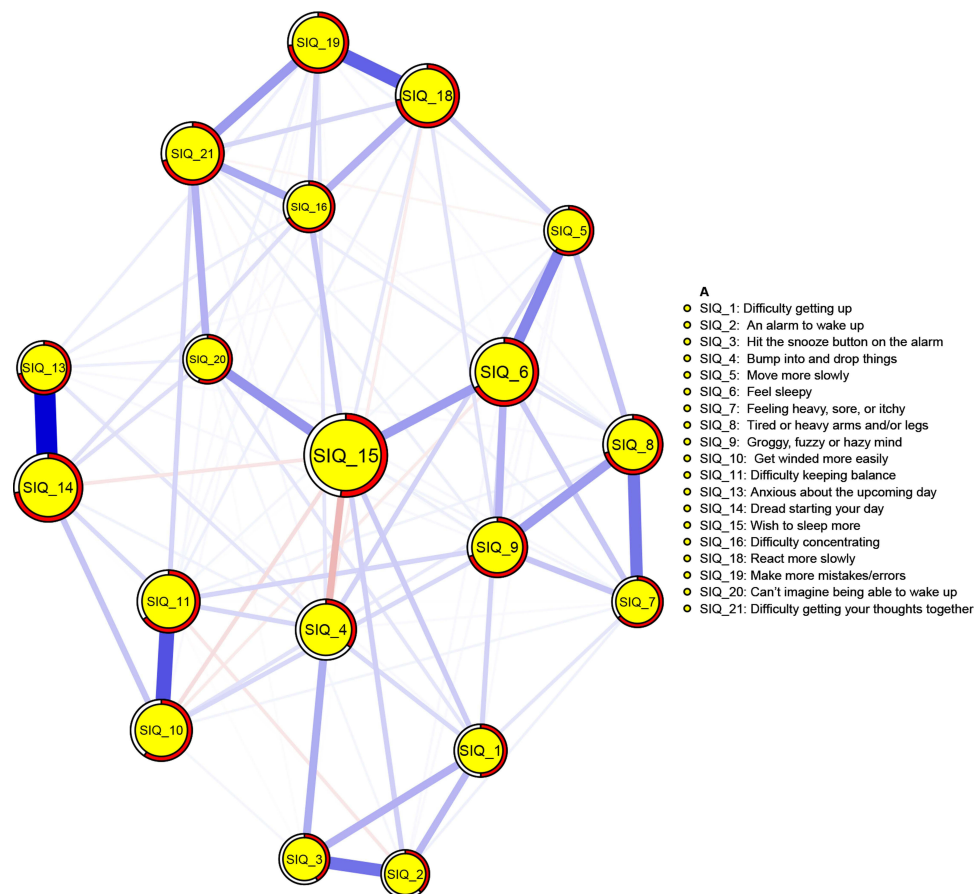 SIQ_19
SIQ_18
SIQ_21
SIQ_16
SIQ_5
SIQ_20
SIQ_13
SIQ_6
SIQ_15
SIQ_8
SIQ_14
SIQ_9
SIQ_11
SIQ_7
SIQ_4
SIQ_10
SIQ_1
SIQ_3
SIQ_2
A
SIQ_1: Difficulty getting up
SIQ_2: An alarm to wake up
SIQ_3: Hit the snooze button on the alarm
SIQ_4: Bump into and drop things
SIQ_5: Move more slowly
SIQ_6: Feel sleepy
SIQ_7: Feeling heavy, sore, or itchy
SIQ_8: Tired or heavy arms and/or legs
SIQ_9: Groggy, fuzzy or hazy mind
SIQ_10: Get winded more easily
SIQ_11: Difficulty keeping balance
SIQ_13: Anxious about the upcoming day
SIQ_14: Dread starting your day
SIQ_15: Wish to sleep more
SIQ_16: Difficulty concentrating
SIQ_18: React more slowly
SIQ_19: Make more mistakes/errors
SIQ_20: Can't imagine being able to wake up
SIQ_21: Difficulty getting your thoughts together